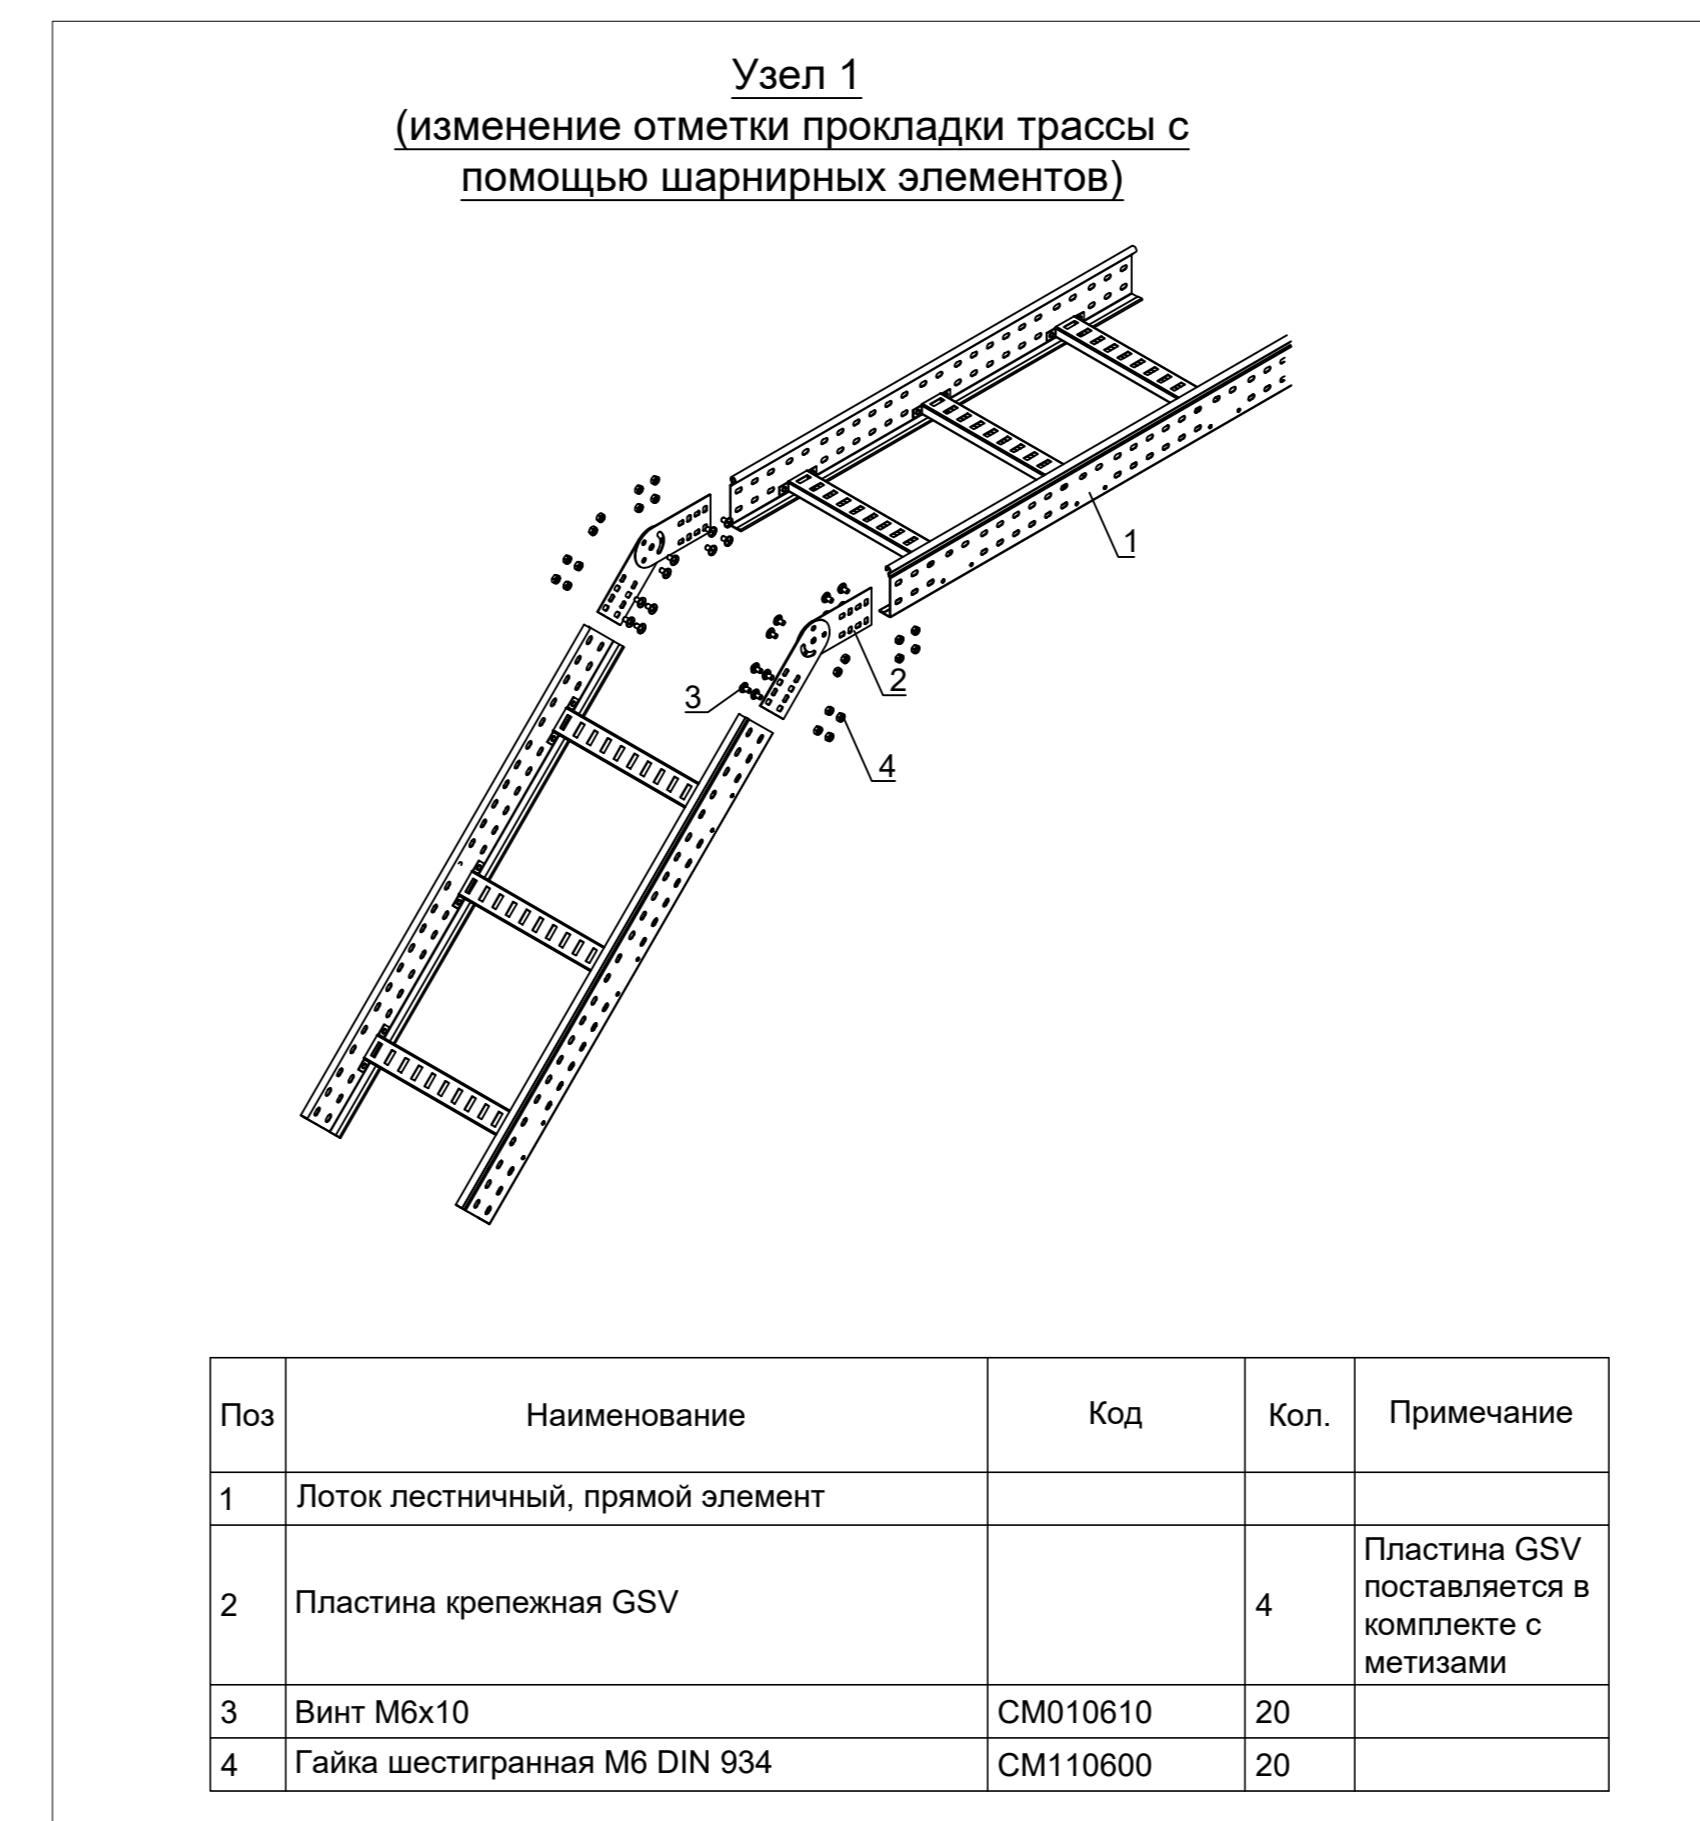 Узел 1
(изменение отметки прокладки трассы с
помощью шарнирных элементов)
1
2
3
4
Поз Наименование Код Кол. Примечание
1 Лоток лестничный, прямой элемент
2 Пластина крепежная GSV 4 Пластина GSV
поставляется в
комплекте с
метизами
3 Винт М6х10 СМ010610 20
4 Гайка шестигранная М6 DIN 934 СМ110600 20